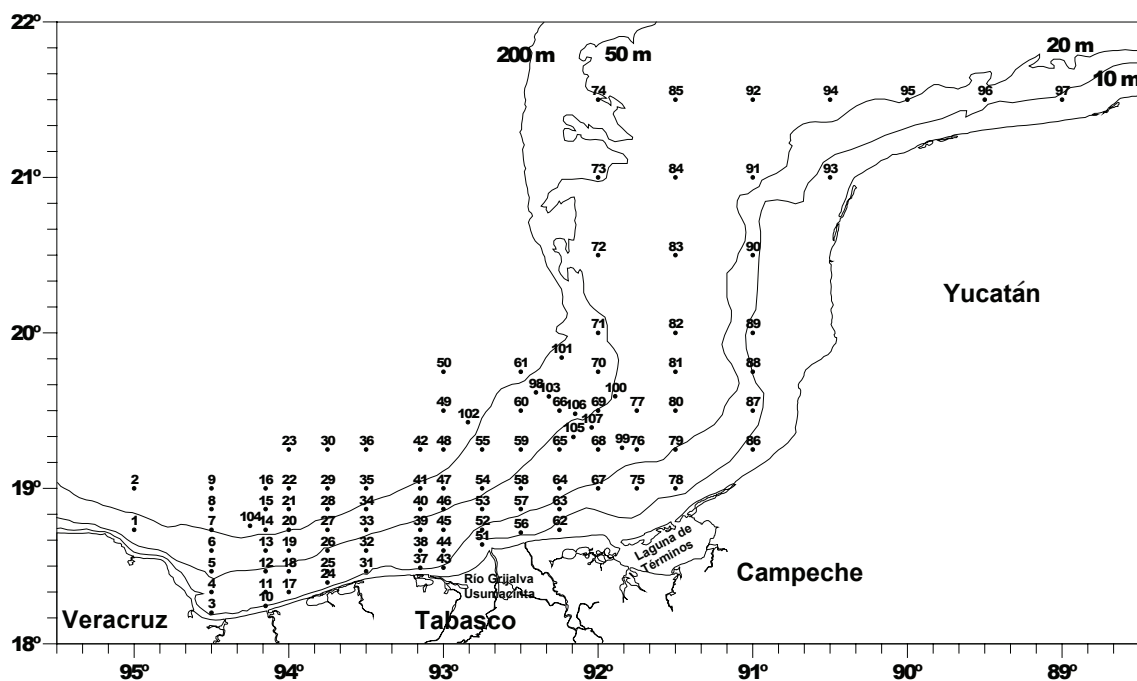 22º
200 m 50 m 20 m
10 m
74 85 92 94 95 96 97
21º 73 84 91 93
72 83 90
Yucatán
20º 71 82 89
101
50 61 70 81 88
98 103 100
49 102 60 66 106 69 77 80 87
107
105
23 30 36 42 48 55 59 65 68 99 76 79 86
19º 2 9 16 22 29 35 41 47 54 58 64 67 75 78
8 15 21 28 34 40 46 53 57 63
1 7 104 14 20 27 33 39 45 52 56 62
6 13 19 26 32 38 44 51
Laguna de
Términos
5 12 18 25 31 37 43
24
Campeche
4 11 17
10
3
Río Grijalva
Usumacinta
Veracruz Tabasco
18º
95º 94º 93º 92º 91º 90º 89º